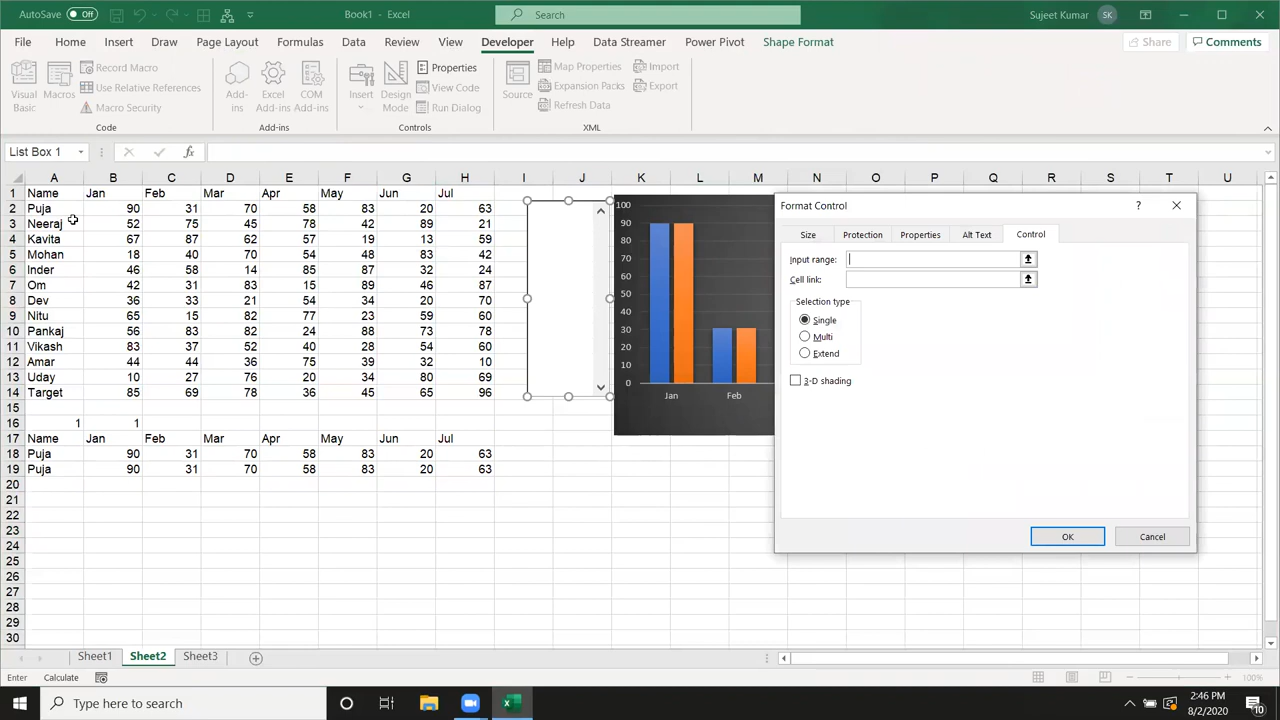 AutoSave Off Book1 - Excel Search Sujeet Kumar SK
File Home Insert Draw Page Layout Formulas Data Review View Developer Help Data Streamer Power Pivot Shape Format Share Comments
Visual Basic Macros Record Macro Use Relative References Macro Security Add-ins Excel Add-ins COM Add-ins Insert Design Mode Properties View Code Run Dialog Source Map Properties Expansion Packs Refresh Data Import Export
Code Add-ins Controls XML
List Box 1 fx
A B C D E F G H I J K L M N O P Q R S T U
1 Name Jan Feb Mar Apr May Jun Jul
2 Puja 90 31 70 58 83 20 63
3 Neeraj 52 75 45 78 42 89 21
4 Kavita 67 87 62 57 19 13 59
5 Mohan 18 40 70 54 48 83 42
6 Inder 46 58 14 85 87 32 24
7 Om 42 31 83 15 89 46 87
8 Dev 36 33 21 54 34 20 70
9 Nitu 65 15 82 77 23 59 60
10 Pankaj 56 83 82 24 88 73 78
11 Vikash 83 37 52 40 28 54 60
12 Amar 44 44 36 75 39 32 10
13 Uday 10 27 76 20 34 80 69
14 Target 85 69 78 36 45 65 96
15
16 1 1
17 Name Jan Feb Mar Apr May Jun Jul
18 Puja 90 31 70 58 83 20 63
19 Puja 90 31 70 58 83 20 63
20
21
22
23
24
25
26
27
28
29
30
100
90
80
70
60
50
40
30
20
10
0
Jan Feb
Format Control ?
Size Protection Properties Alt Text Control
Input range:
Cell link:
Selection type
Single
Multi
Extend
3-D shading
OK Cancel
Sheet1 Sheet2 Sheet3
Enter Calculate 100%
Type here to search
2:46 PM
8/2/2020
10